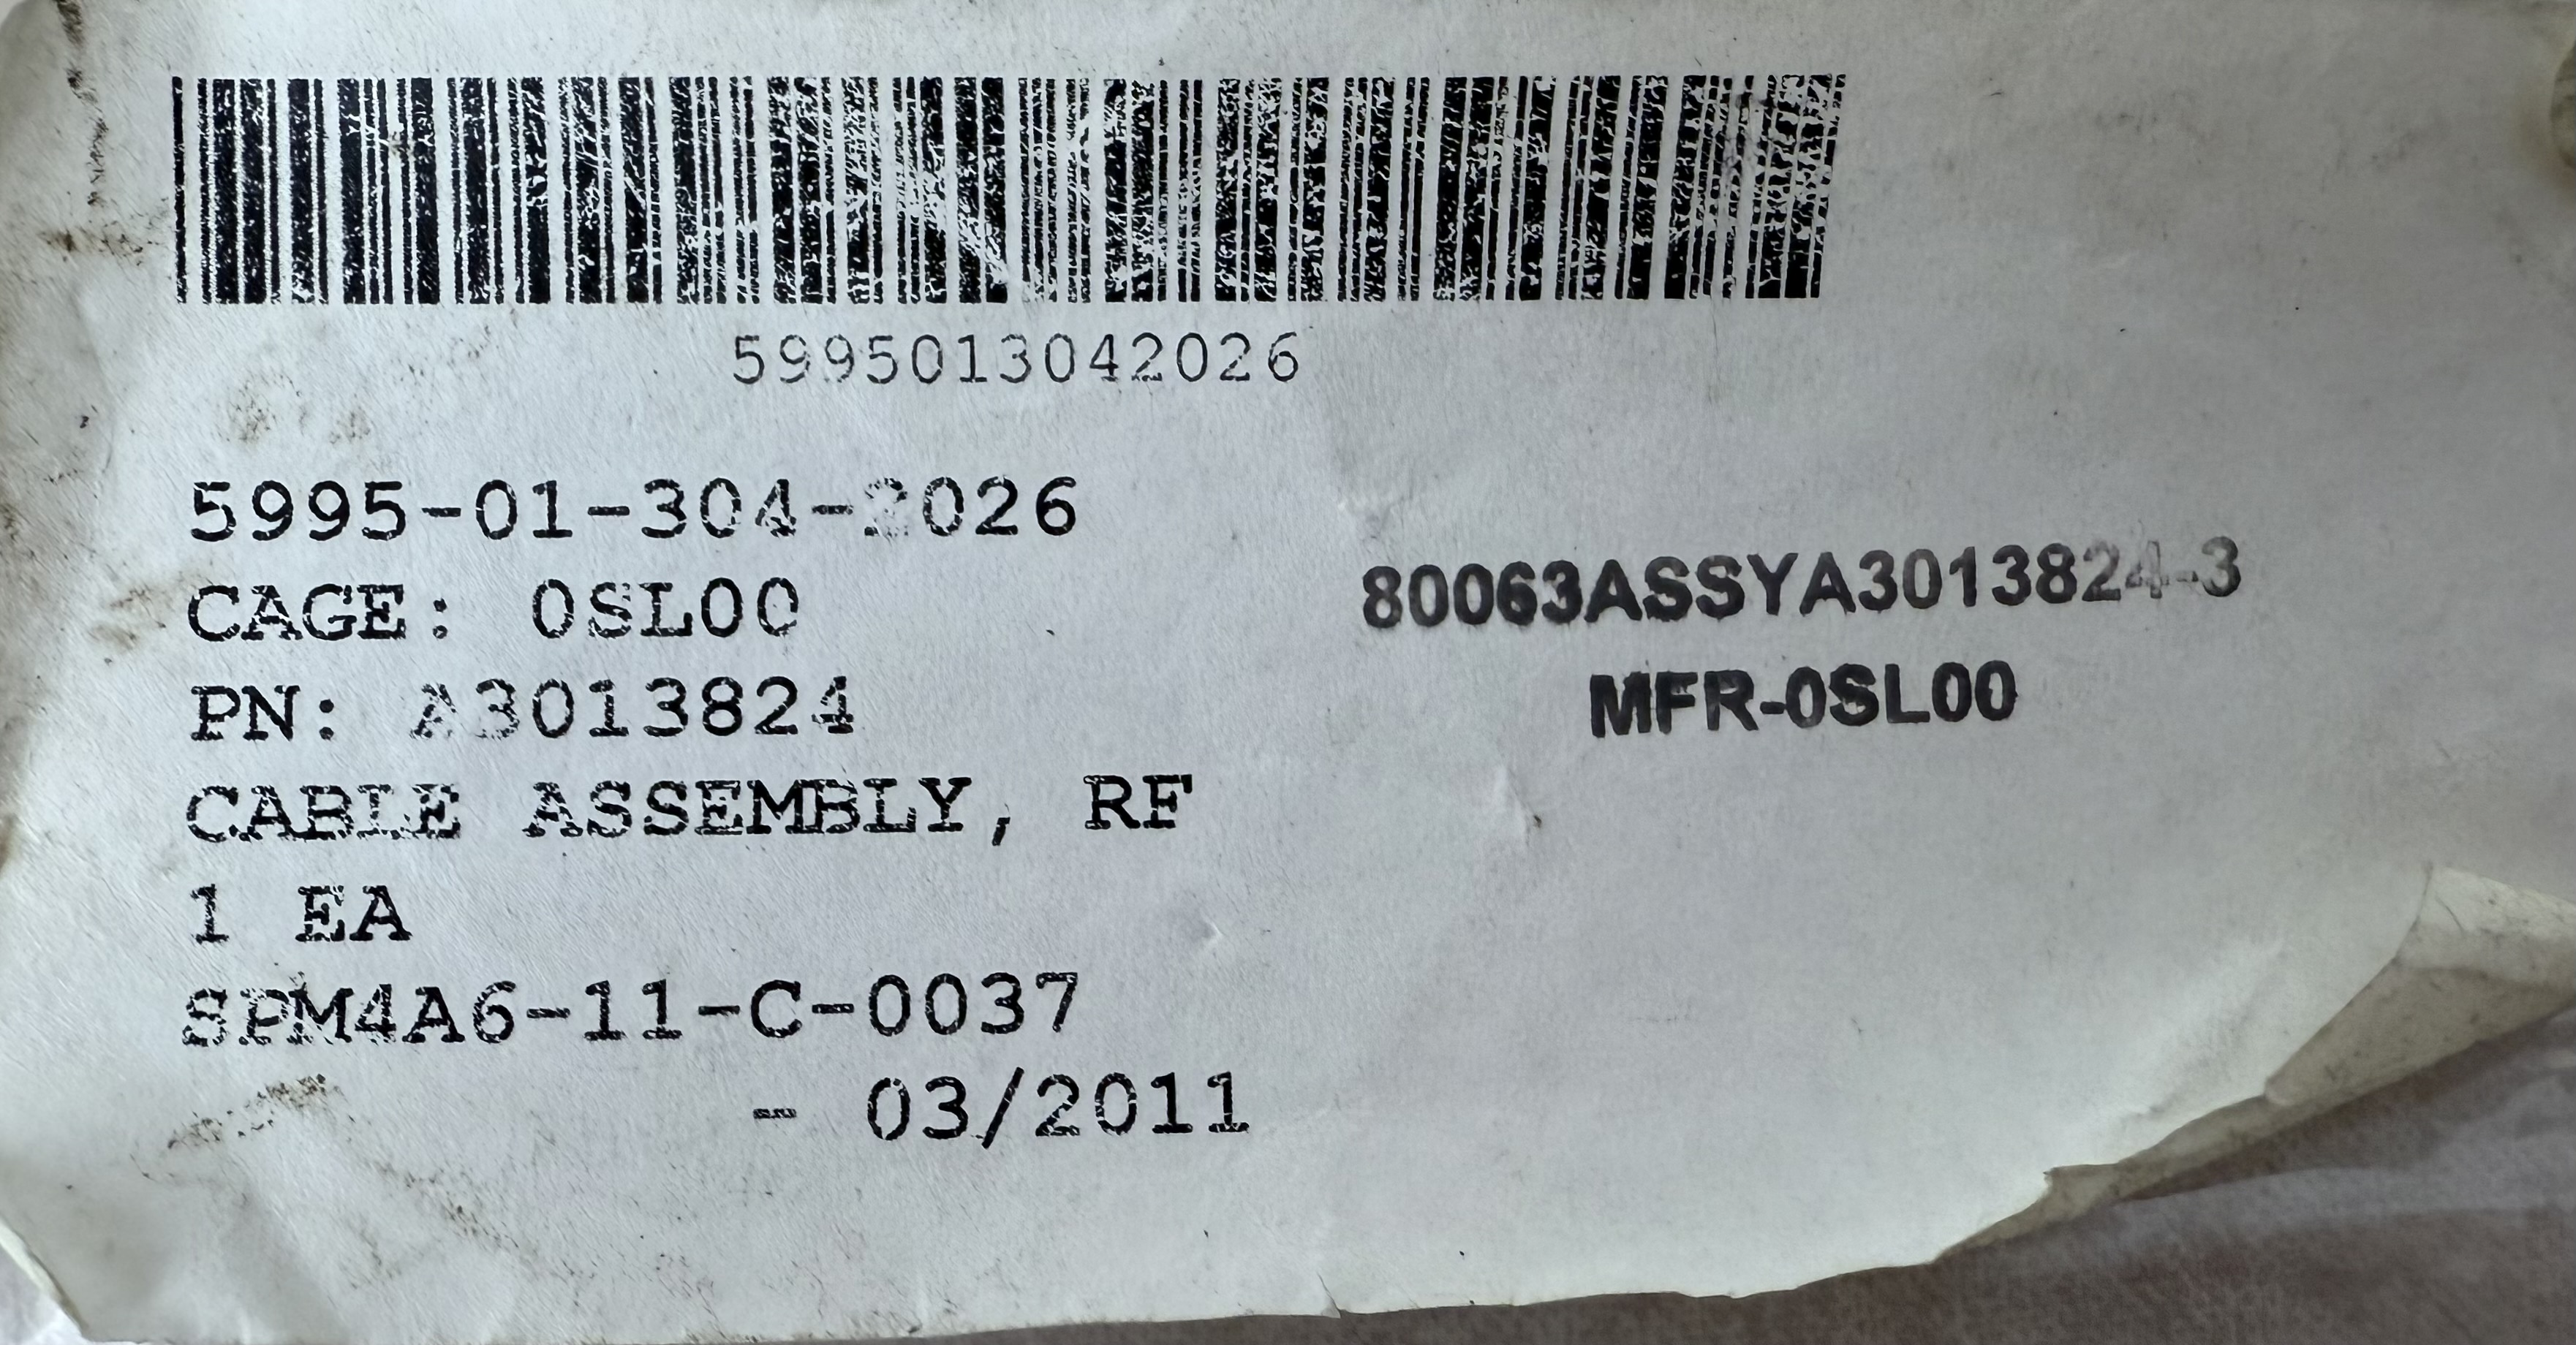 5995013042026
5995-01-304-2026
CAGE: 0SL00
PN: A3013824
CABLE ASSEMBLY, RF
1 EA
SPM4A6-11-C-0037
- 03/2011
80063ASSYA3013824-3
MFR-0SL00